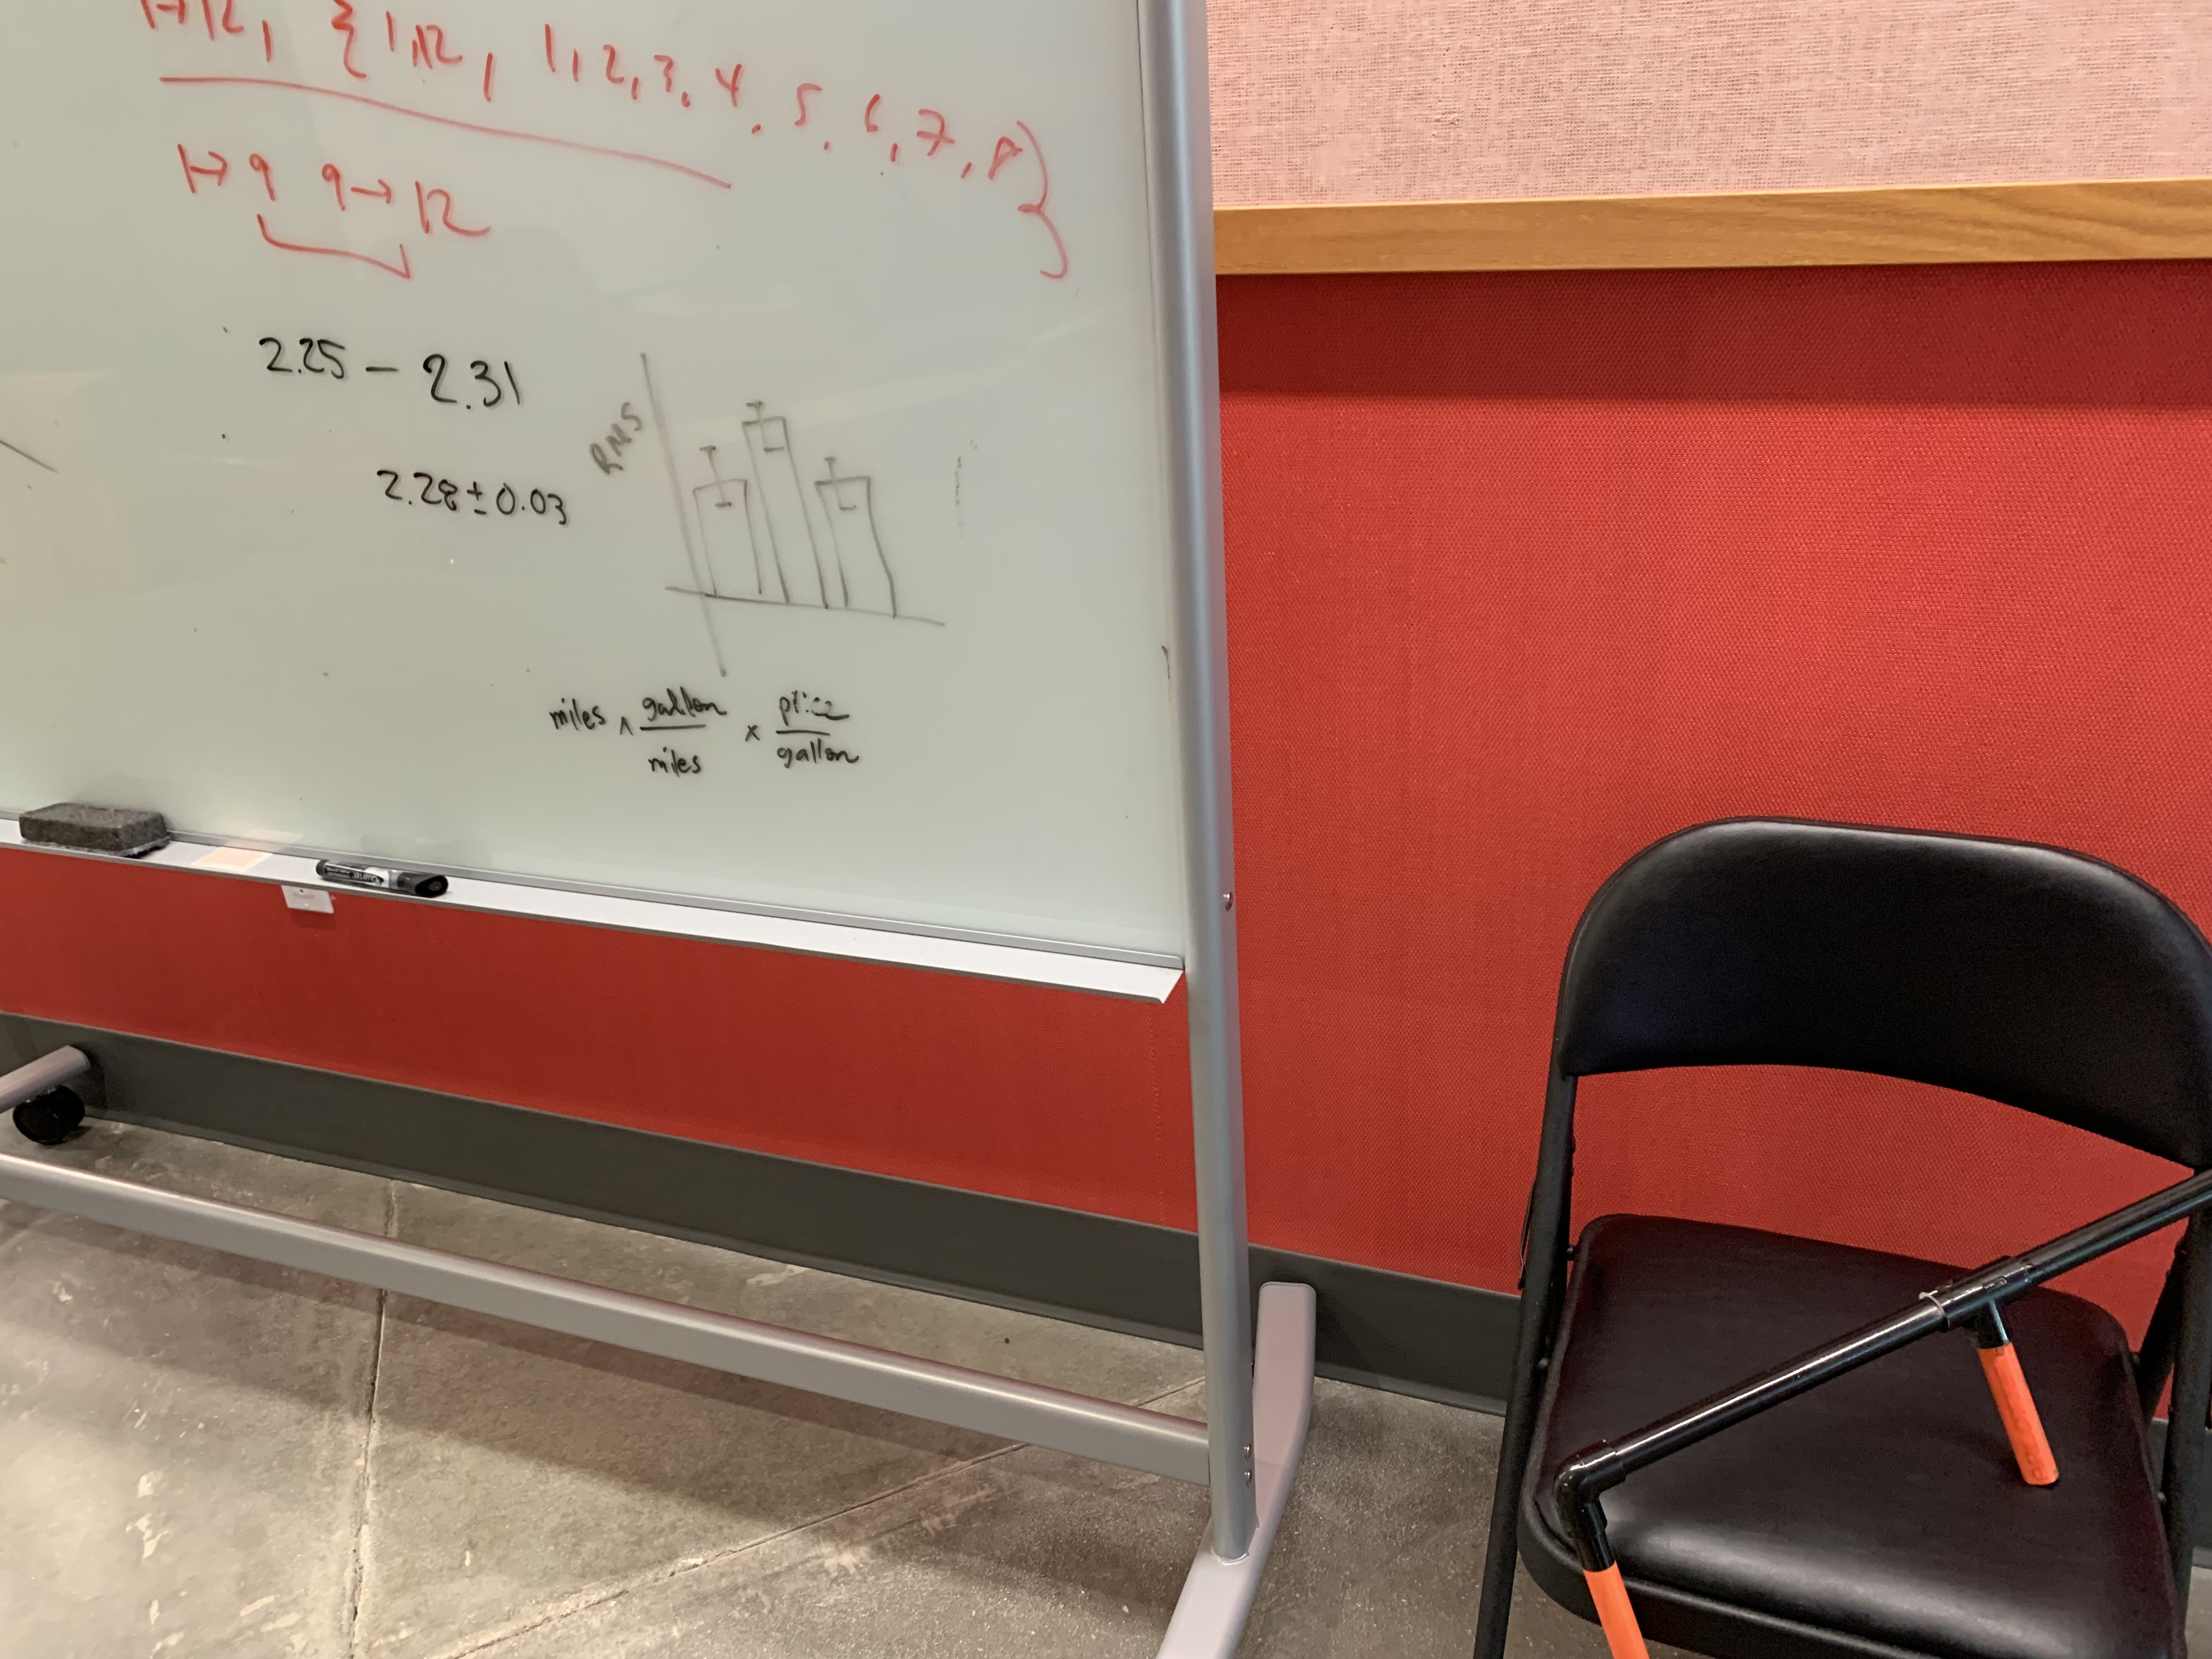 1→12, {1,12, 1,2,3,4,5,6,7,8}
1→9 9→12
2.25 – 2.31
2.28±0.03
RMS
miles × gallon/miles × price/gallon